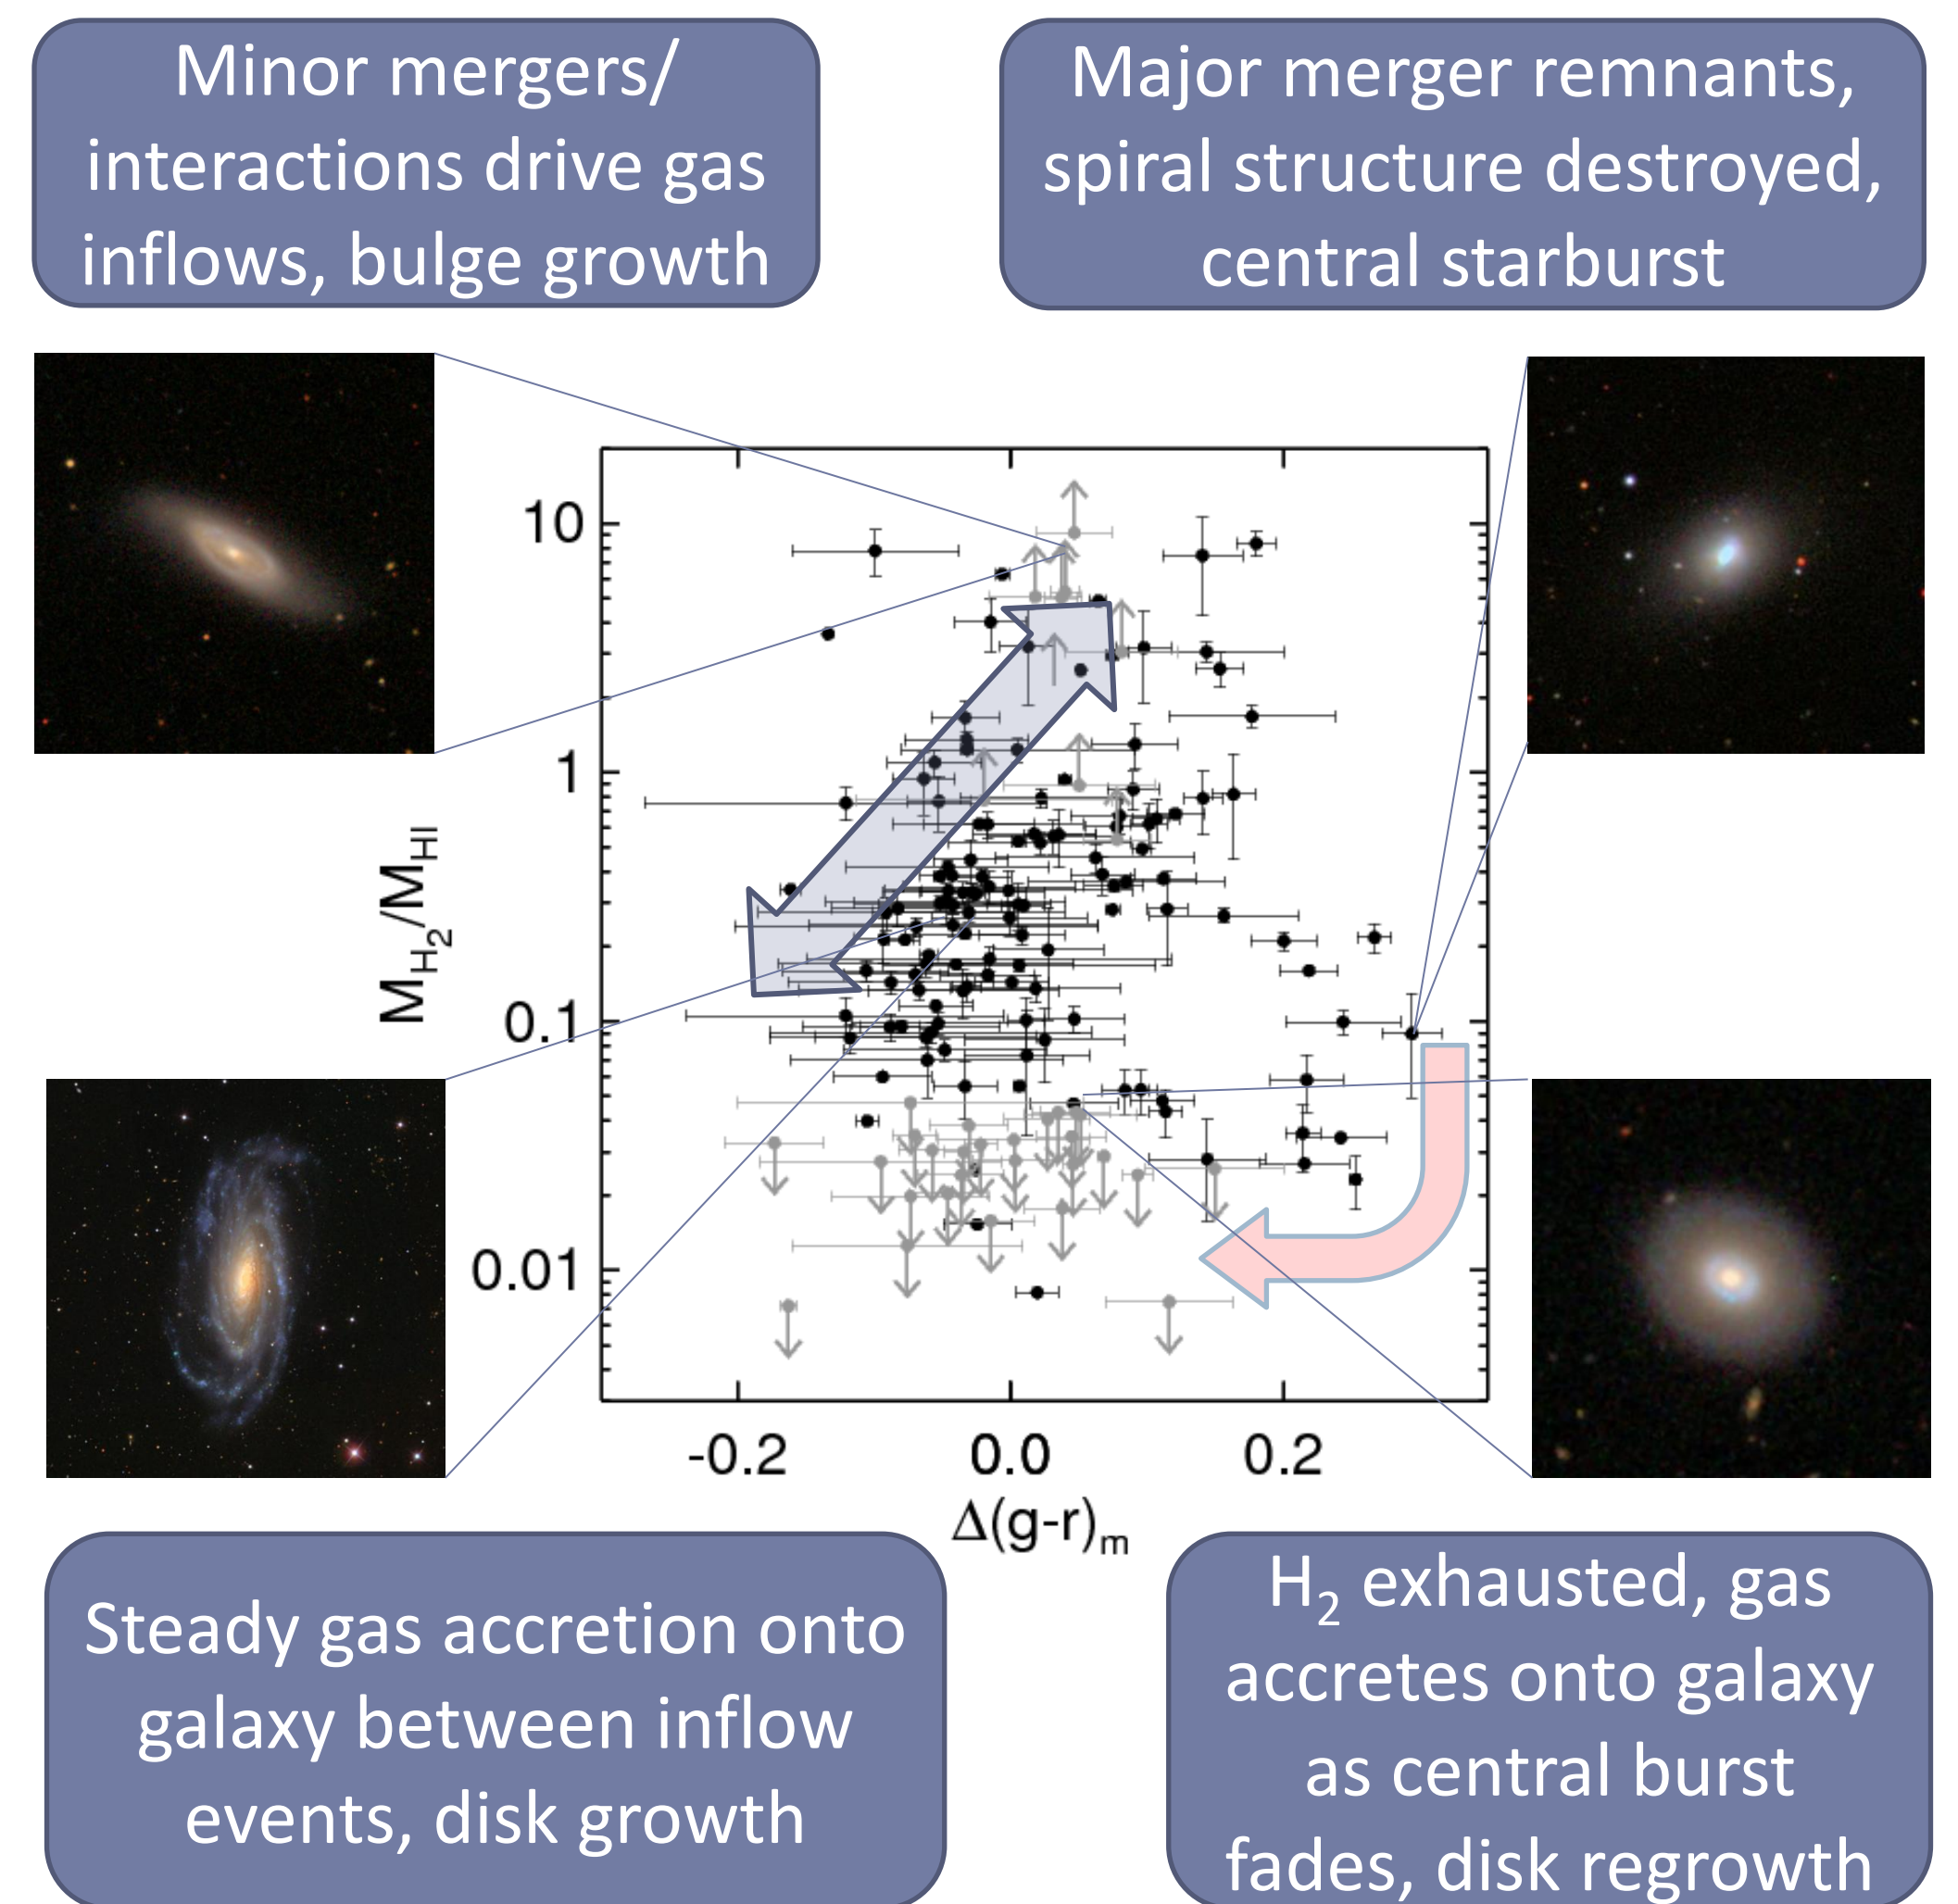 Minor mergers/
interactions drive gas
inflows, bulge growth
Major merger remnants,
spiral structure destroyed,
central starburst
10
1
0.1
0.01
M_H₂/M_HI
-0.2
0.0
0.2
Δ(g-r)ₘ
Steady gas accretion onto
galaxy between inflow
events, disk growth
H₂ exhausted, gas
accretes onto galaxy
as central burst
fades, disk regrowth